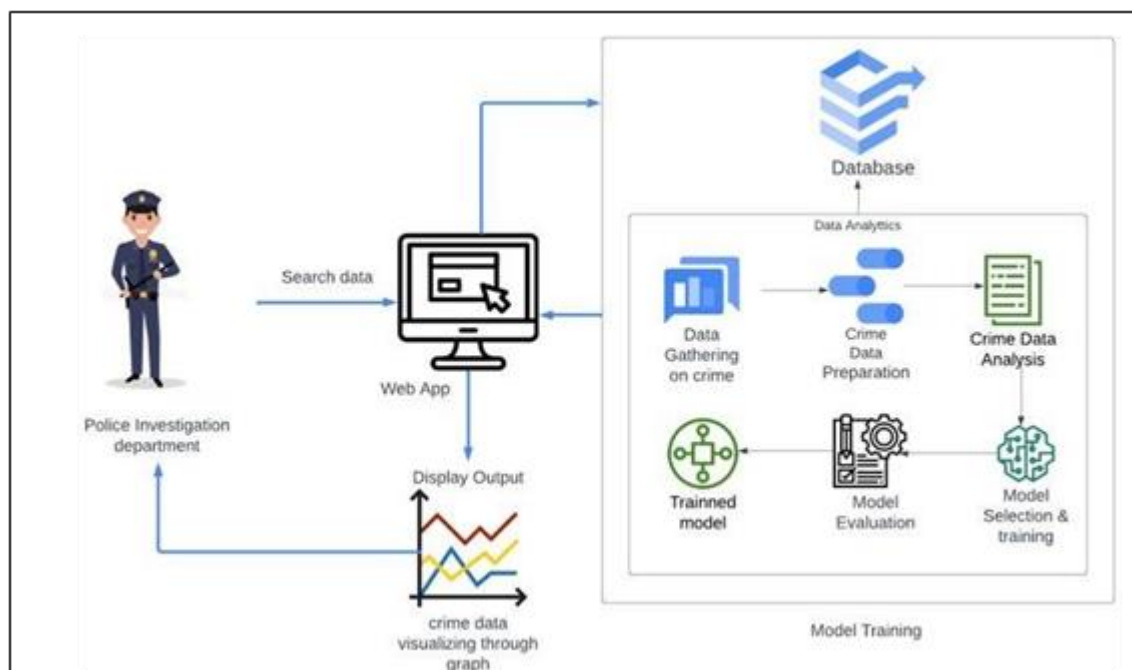 Database
Data Analyttics
Search data
Data
Gathering
on crime
Crime
Data
Preparation
Crime Data
Analysis
Web App
Police Investigation
department
Display Output
Trainned
model
Model
Evaluation
Model
Selection &
training
crime data
visualizing through
graph
Model Training